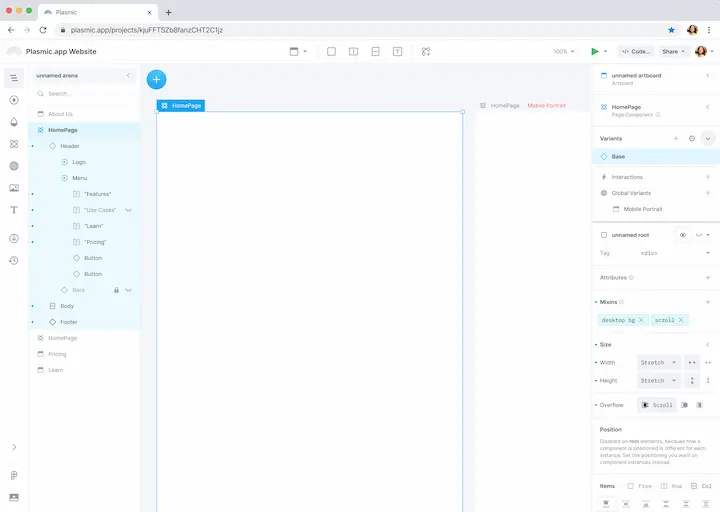 Plasmic
plasmic.app/projects/kjuFFTSZb8fanzCHT2C1jz
Plasmic.app Website
100%
Code...
Share
unnamed arena
Search...
About Us
HomePage
Header
Logo
Menu
"Features"
"Use Cases"
"Learn"
"Pricing"
Button
Button
Back
Body
Footer
HomePage
Pricing
Learn
HomePage
HomePage
Mobile Portrait
unnamed artboard
Artboard
HomePage
Page Component
Variants
Base
Interactions
Global Variants
Mobile Portrait
unnamed root
Tag <div>
Attributes
Mixins
desktop bg scroll
Size
Width Stretch
Height Stretch
Overflow Scroll
Position
Disabled on root elements, because how a
component is positioned is different for each
instance. Set the positioning you want on
component instances instead.
Items Free Row Col